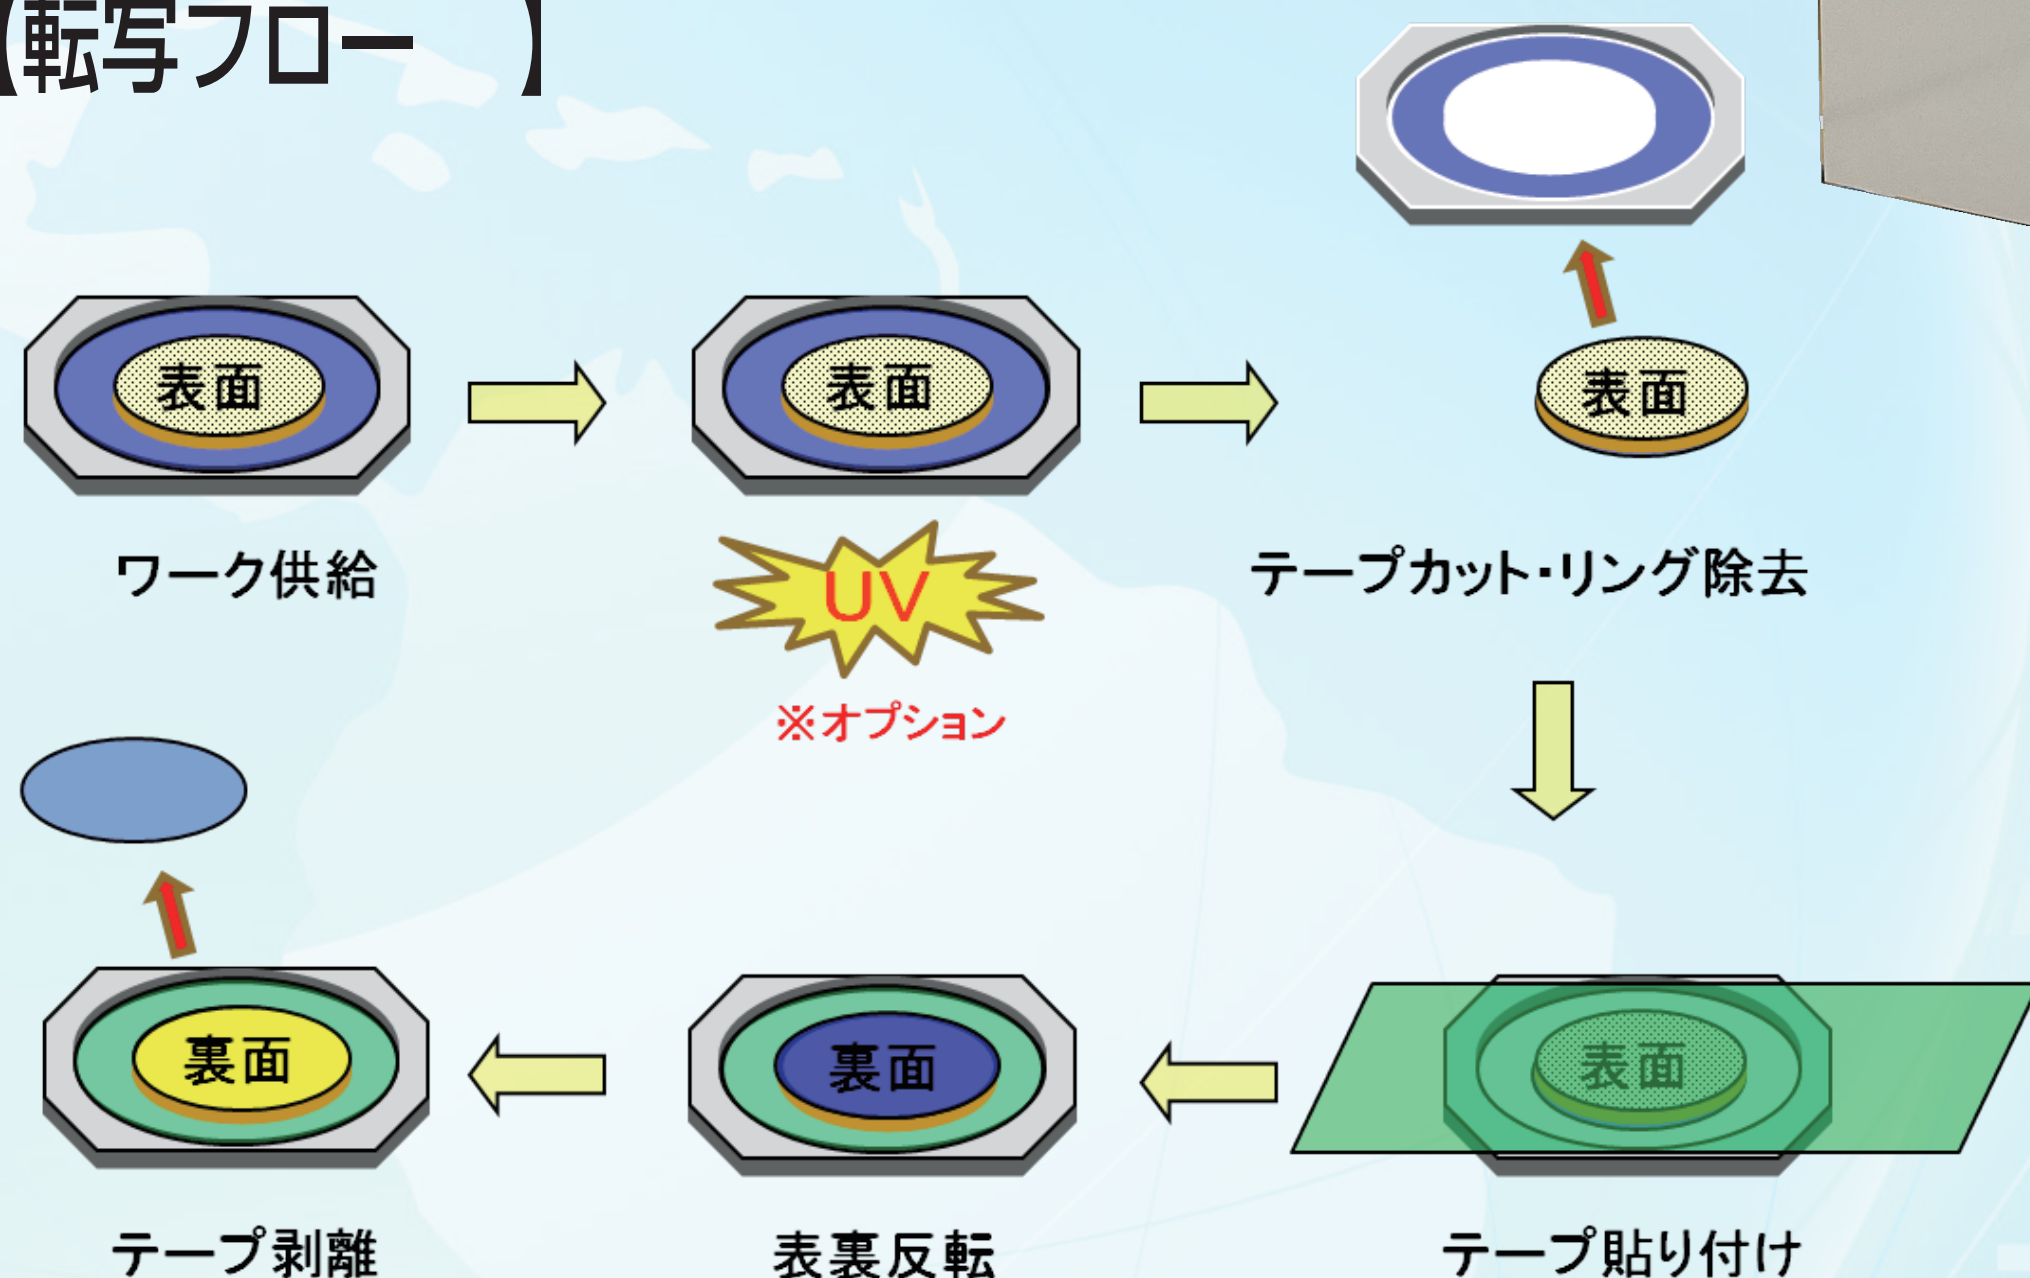 【転写フロー　】
表面
表面
表面
ワーク供給
UV
※オプション
テープカット・リング除去
裏面
裏面
表面
テープ剥離
表裏反転
テープ貼り付け